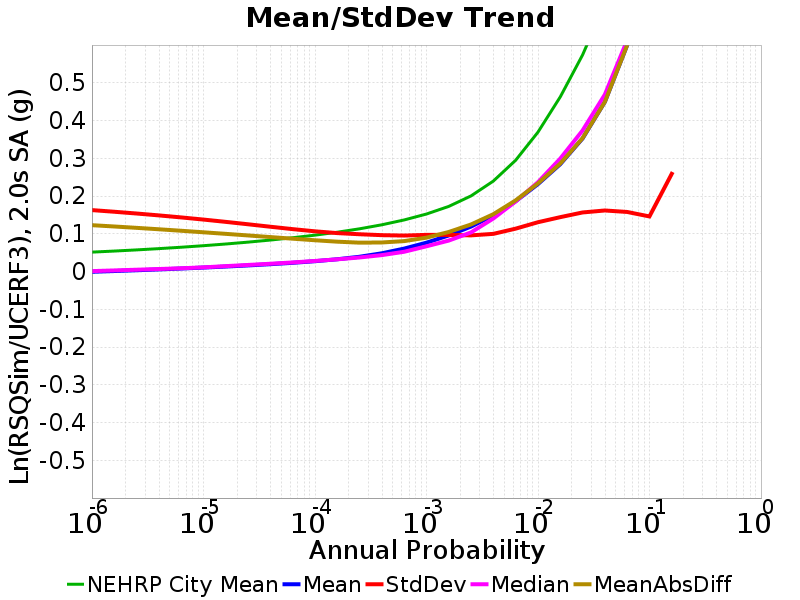 Mean/StdDev Trend
Ln(RSQSim/UCERF3), 2.0s SA (g)
0.5
0.4
0.3
0.2
0.1
0
-0.1
-0.2
-0.3
-0.4
-0.5
10-6 10-5 10-4 10-3 10-2 10-1 100
Annual Probability
NEHRP City Mean Mean StdDev Median MeanAbsDiff